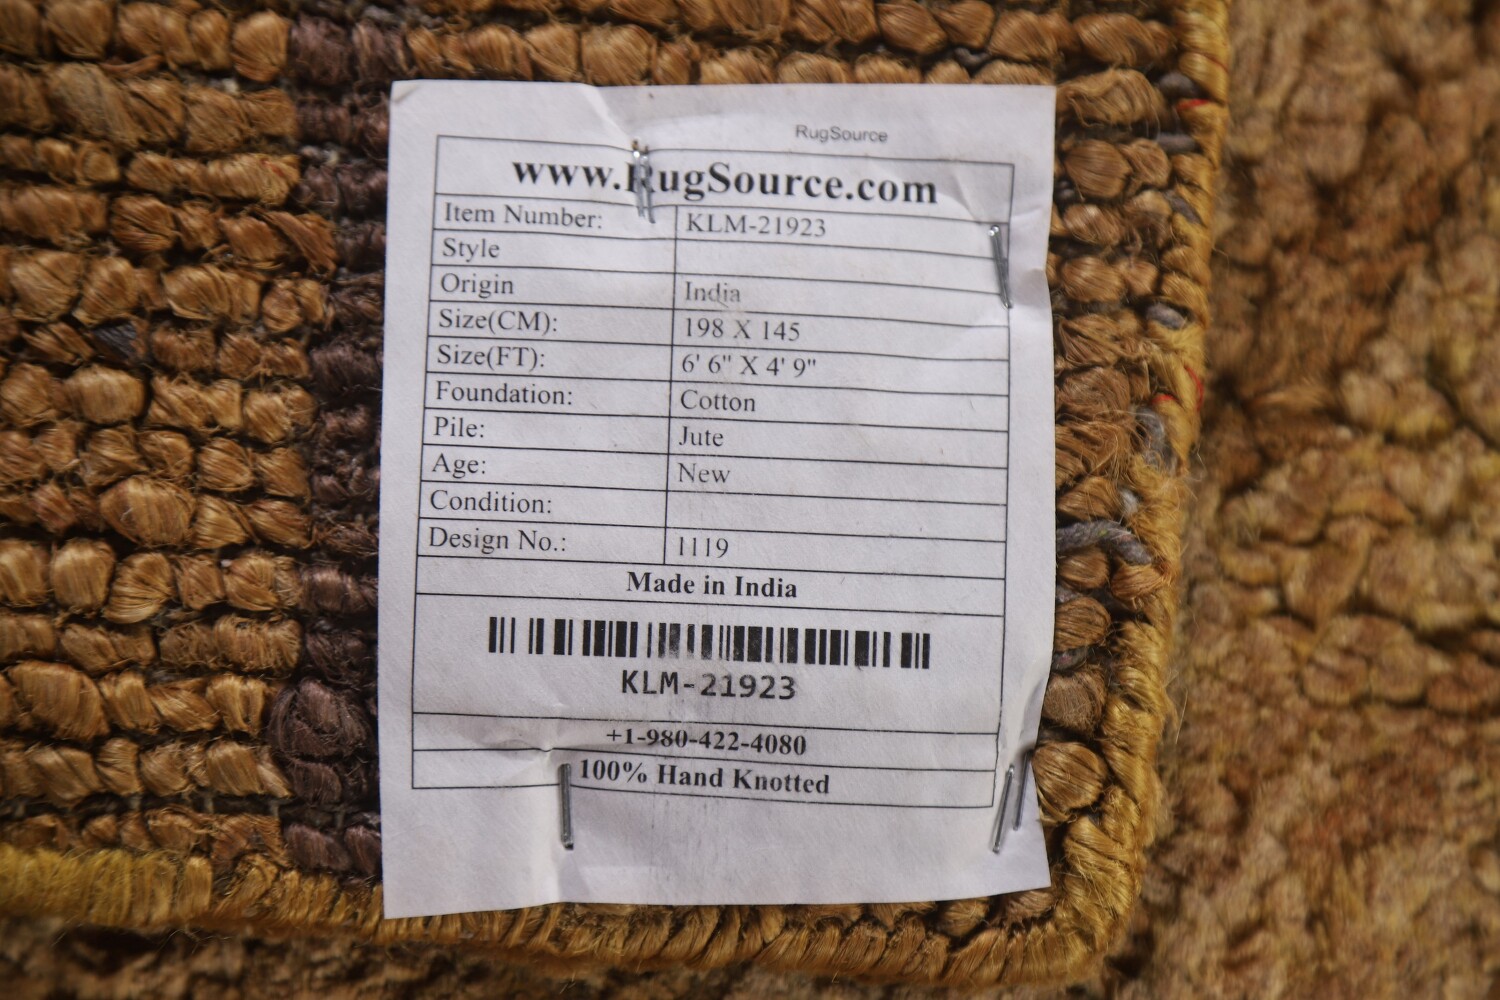 RugSource
www.RugSource.com
Item Number: KLM-21923
Style
Origin India
Size(CM): 198 X 145
Size(FT): 6' 6" X 4' 9"
Foundation: Cotton
Pile: Jute
Age: New
Condition:
Design No.: 1119
Made in India
KLM-21923
+1-980-422-4080
100% Hand Knotted